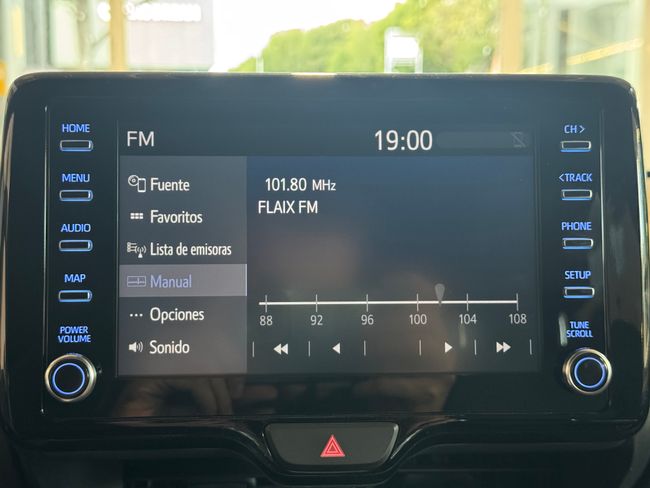 HOME
MENU
AUDIO
MAP
POWER
VOLUME
FM
19:00
Fuente
Favoritos
Lista de emisoras
Manual
Opciones
Sonido
101.80 MHz
FLAIX FM
88 92 96 100 104 108
CH >
< TRACK
PHONE
SETUP
TUNE
SCROLL